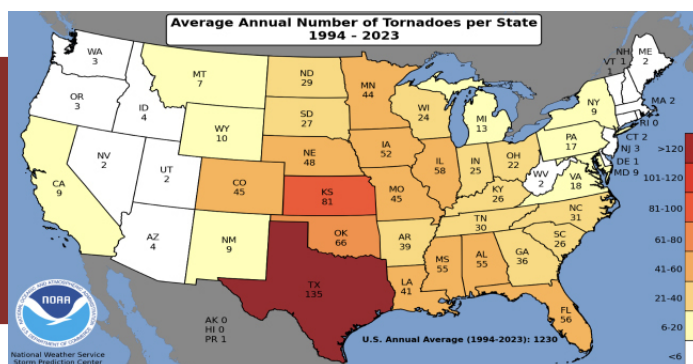 Average Annual Number of Tornadoes per State
1994 - 2023
WA
3
OR
3
ID
4
MT
7
ND
29
MN
44
WI
24
MI
13
NY
9
VT
1
NH
1
ME
2
MA 2
RI 0
CT 2
NJ 3
DE 1
MD 9
PA
17
SD
27
WY
10
NE
48
IA
52
IL
58
IN
25
OH
22
WV
2
VA
18
CA
9
NV
2
UT
2
CO
45
KS
81
MO
45
KY
26
NC
31
TN
30
SC
26
AZ
4
NM
9
OK
66
AR
39
MS
55
AL
55
GA
36
TX
135
LA
41
FL
56
AK 0
HI 0
PR 1
U.S. Annual Average (1994-2023): 1230
>120
101-120
81-100
61-80
41-60
21-40
6-20
<6
NOAA
National Weather Service
Storm Prediction Center